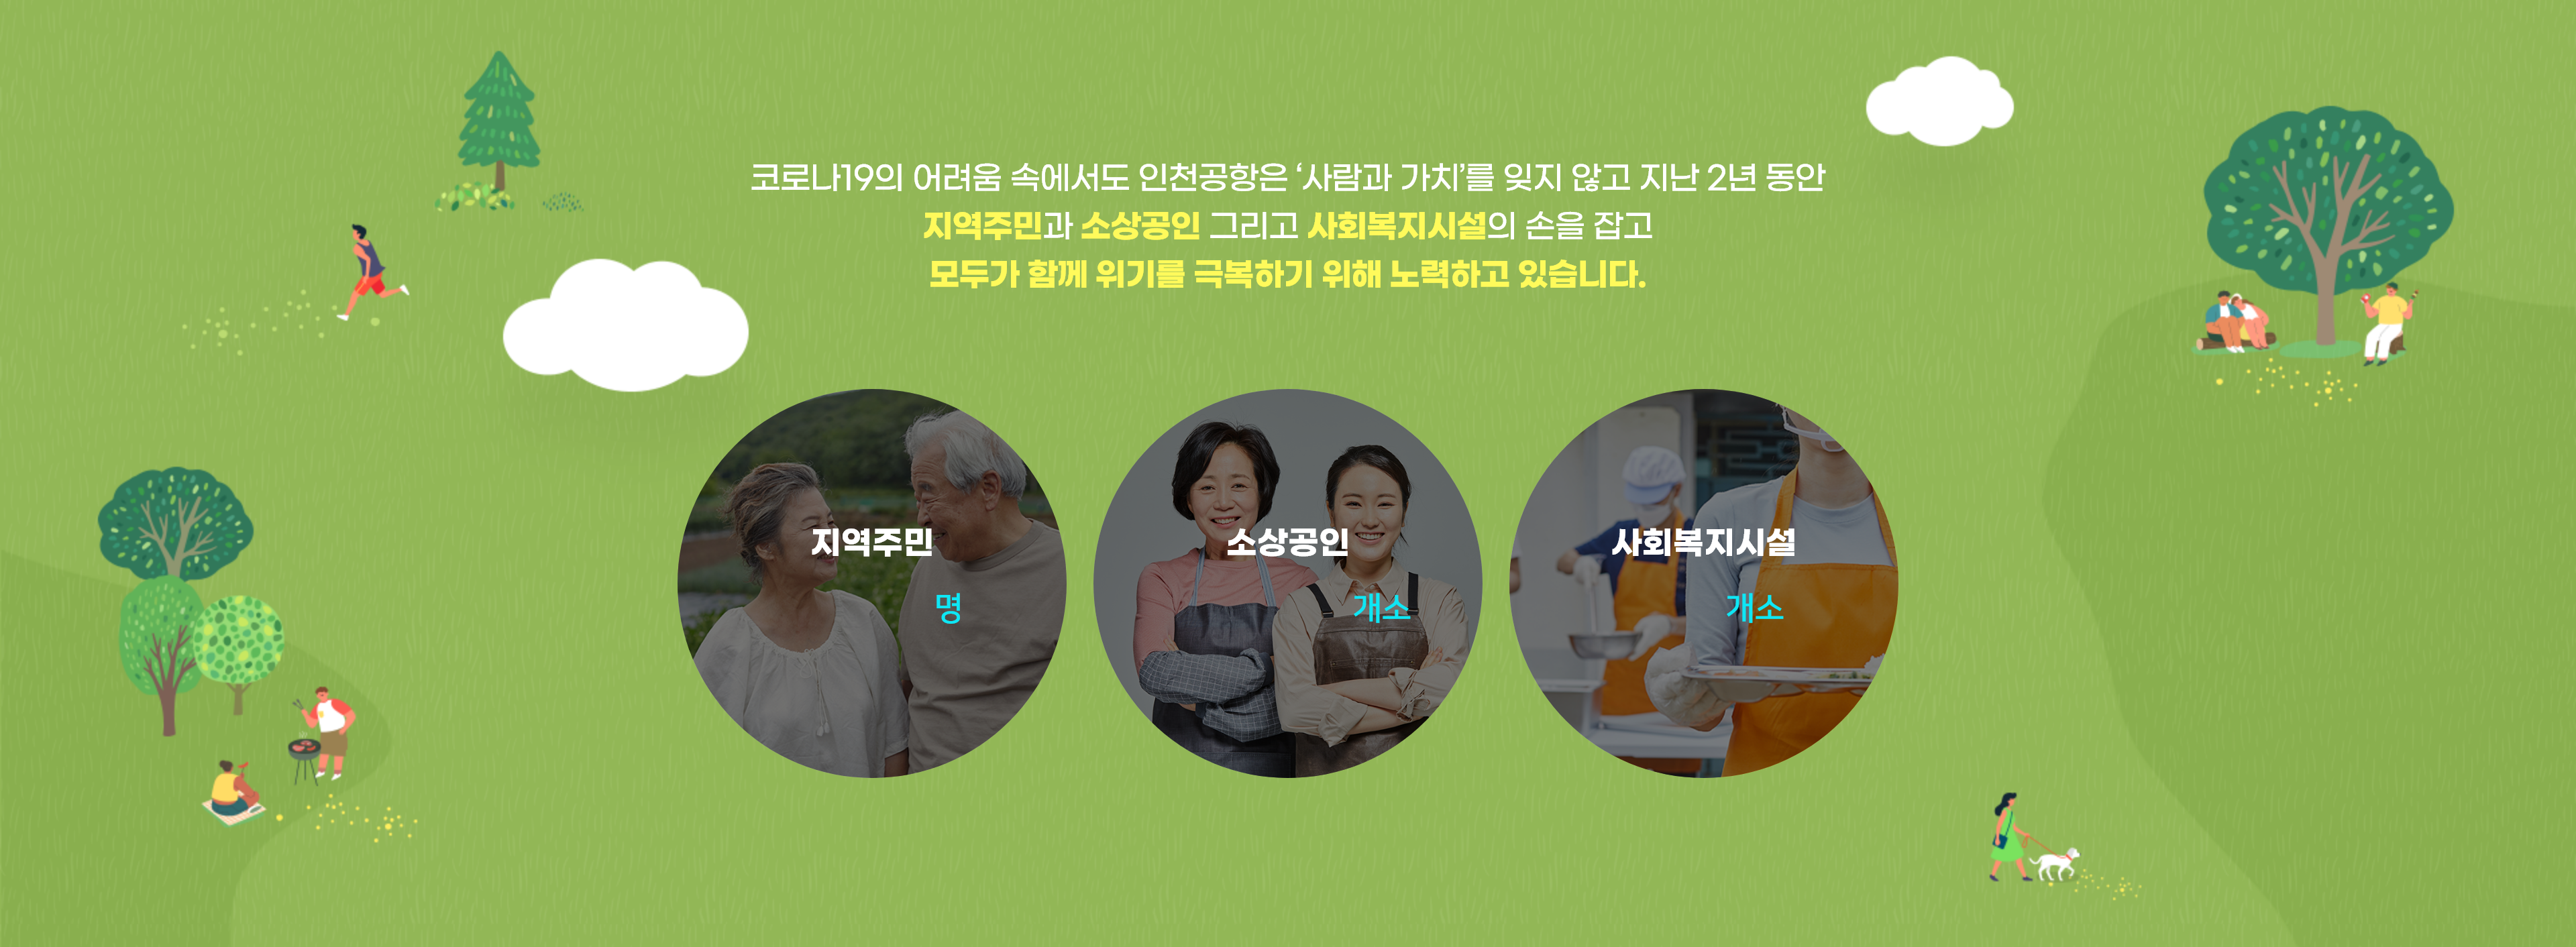 코로나19의 어려움 속에서도 인천공항은 ‘사람과 가치’를 잊지 않고 지난 2년 동안
지역주민과 소상공인 그리고 사회복지시설의 손을 잡고
모두가 함께 위기를 극복하기 위해 노력하고 있습니다.
지역주민
명
소상공인
개소
사회복지시설
개소